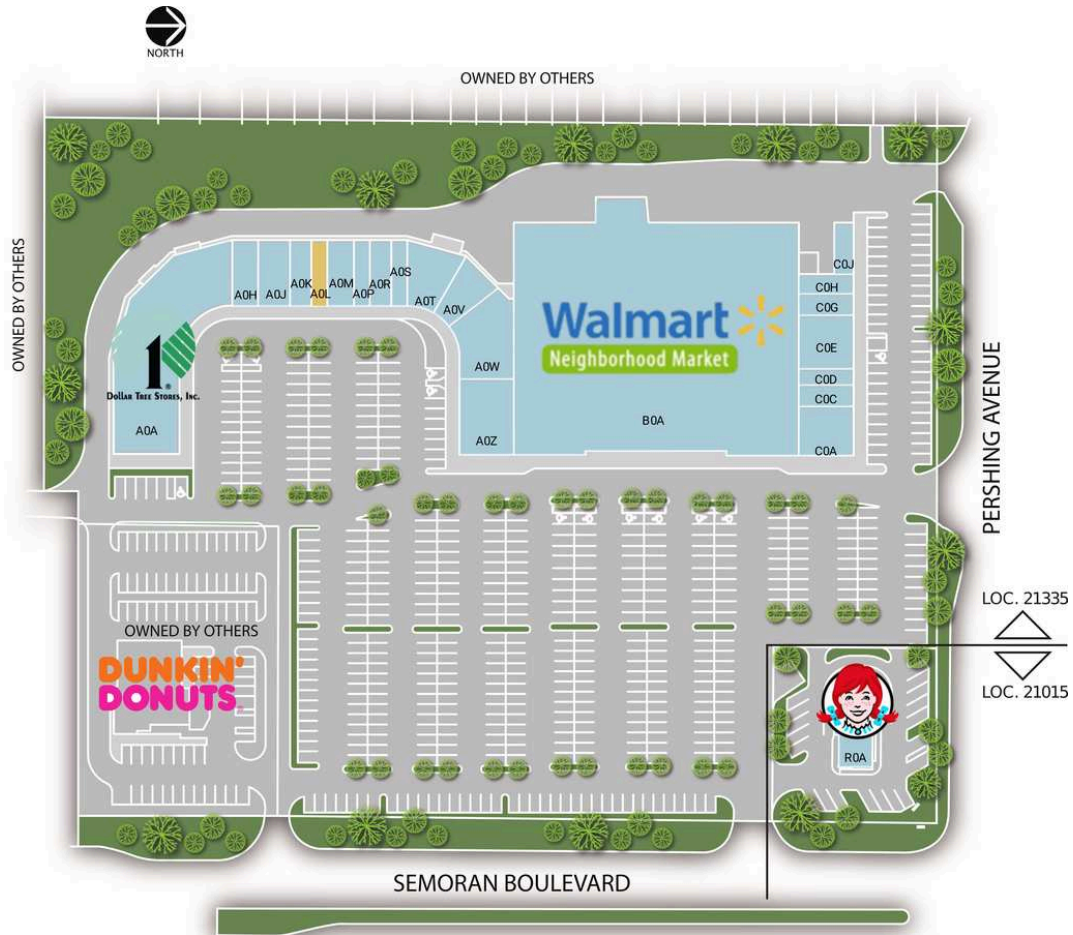 NORTH
OWNED BY OTHERS
OWNED BY OTHERS
A0H
A0J
A0K
A0L
A0M
A0P
A0R
A0S
A0T
A0V
A0W
A0Z
Walmart
Neighborhood Market
B0A
C0J
C0H
C0G
C0E
C0D
C0C
C0A
1
Dollar Tree Stores, Inc.
A0A
PERSHING AVENUE
LOC. 21335
LOC. 21015
OWNED BY OTHERS
DUNKIN'
DONUTS
R0A
SEMORAN BOULEVARD